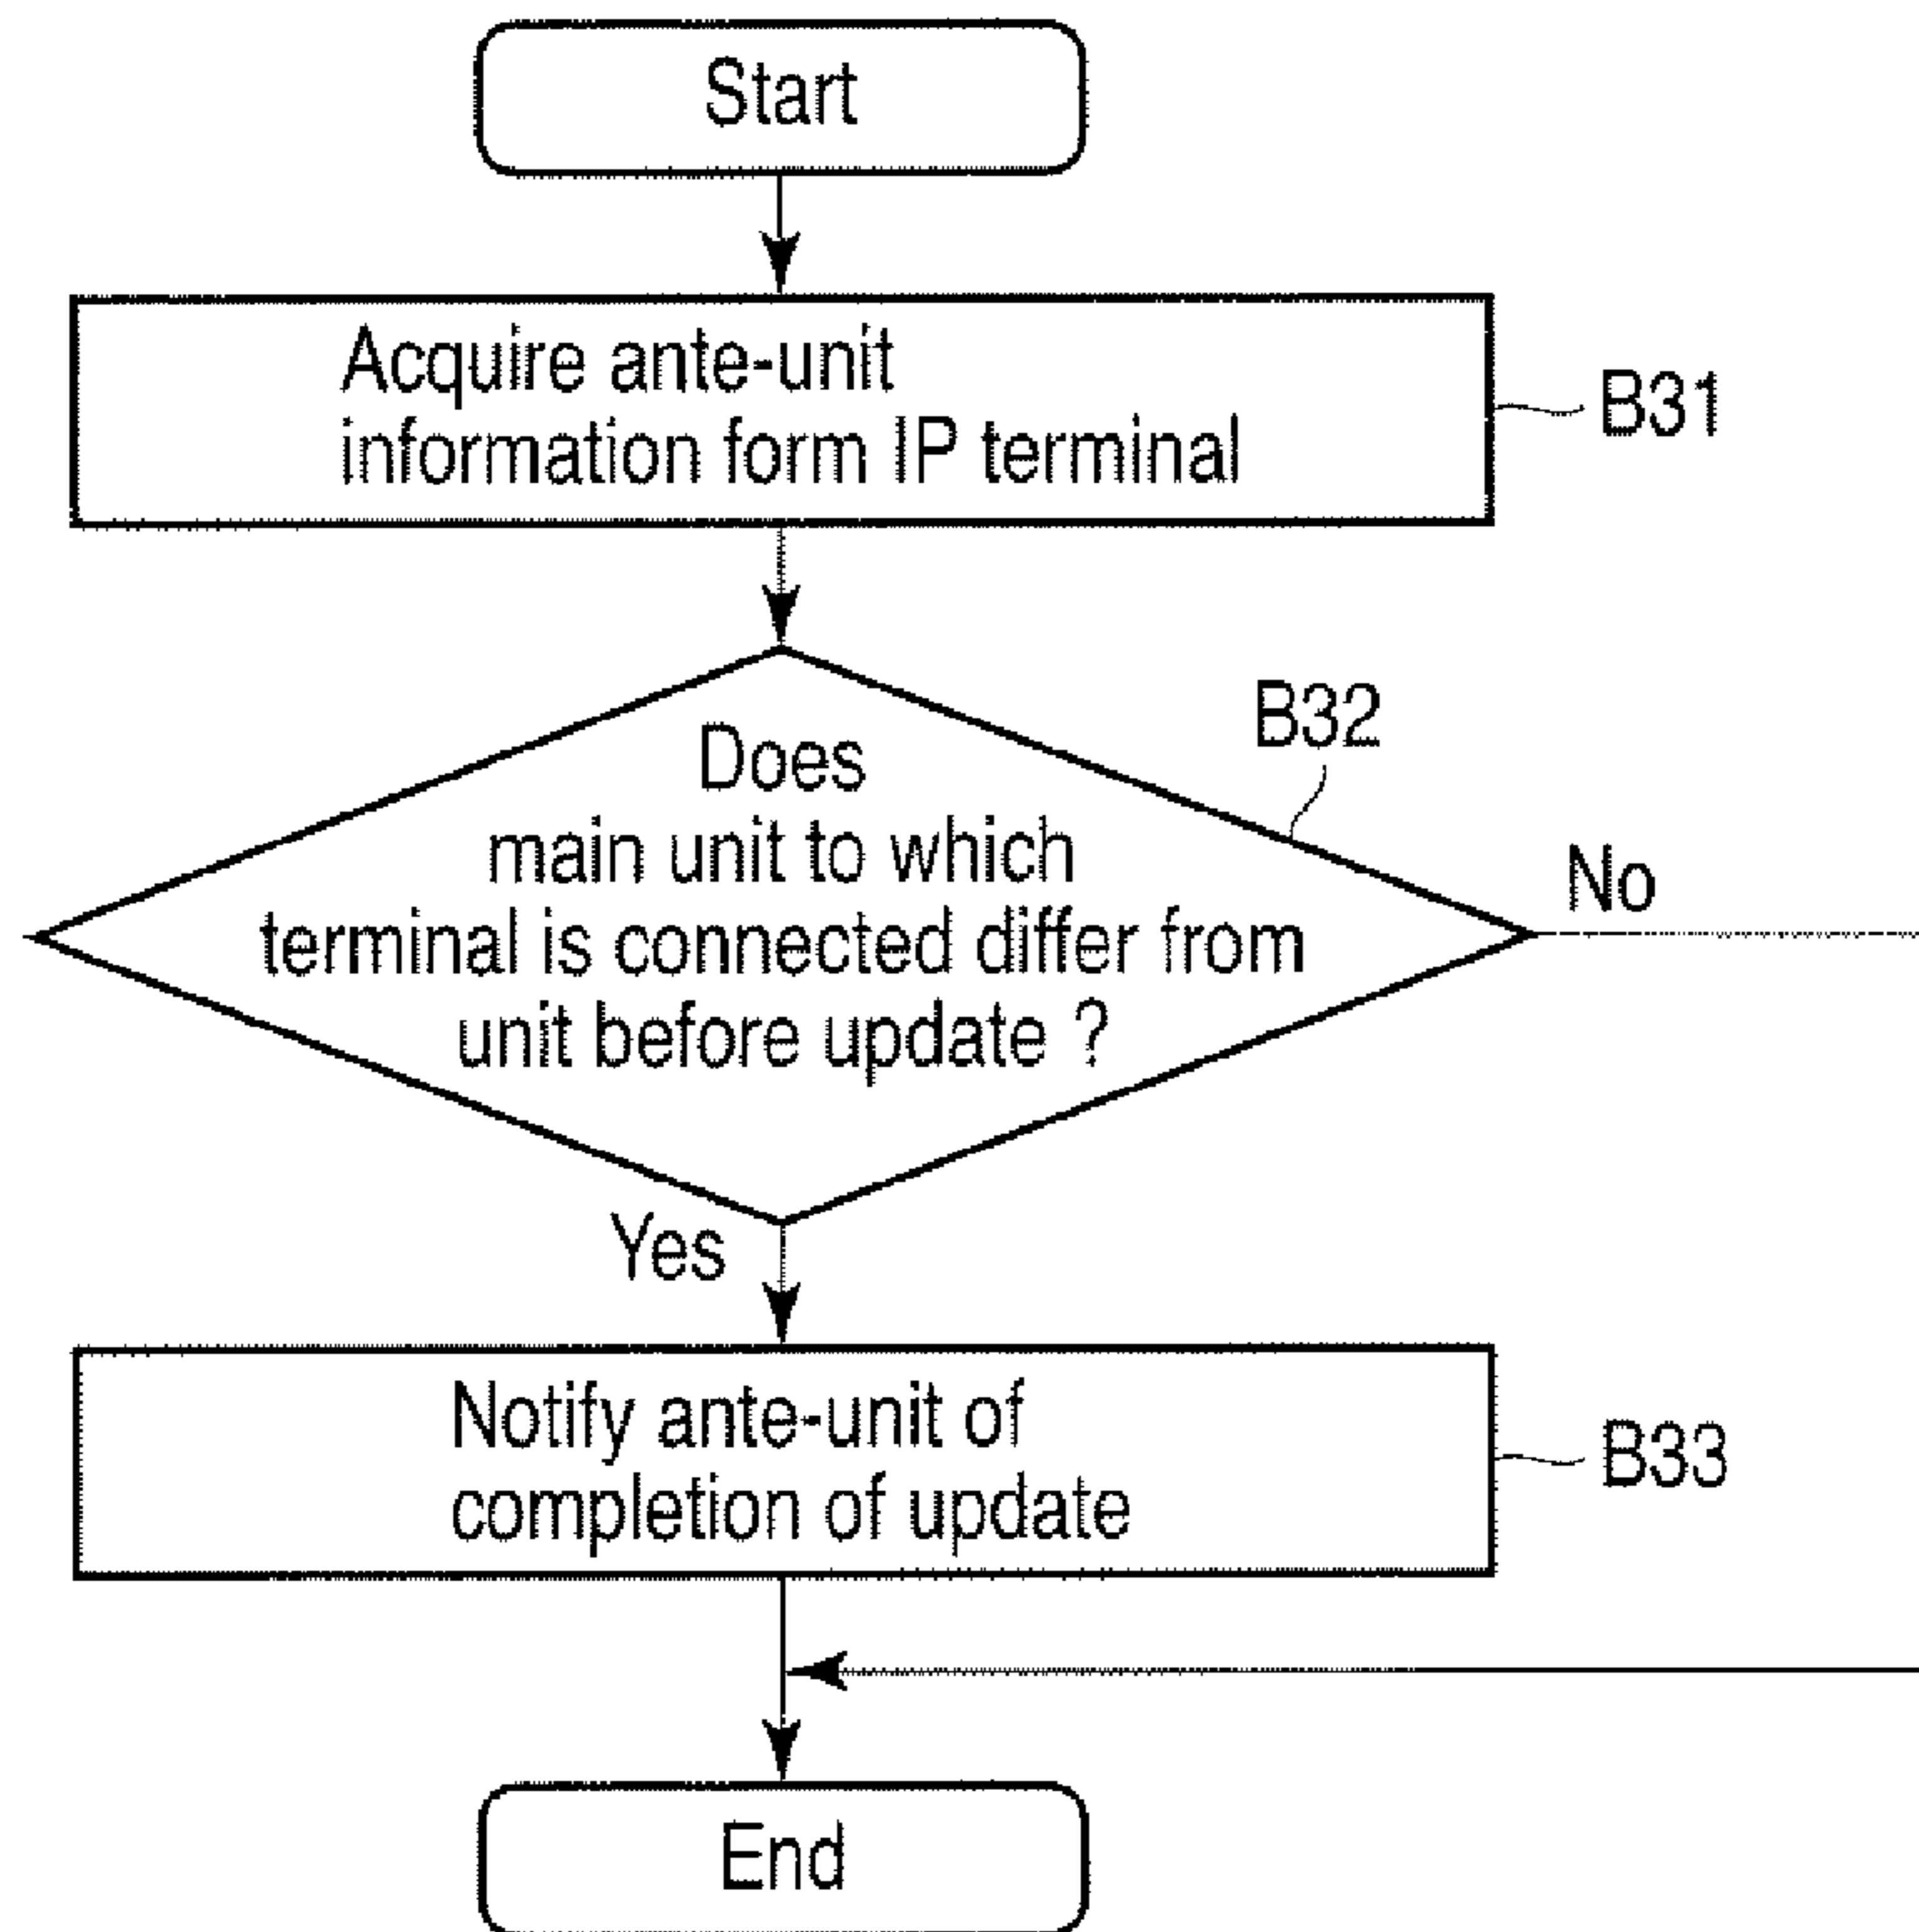 Start
Acquire ante-unit
information form IP terminal
B31
B32
Does
main unit to which
terminal is connected differ from
unit before update ?
No
Yes
Notify ante-unit of
completion of update
B33
End